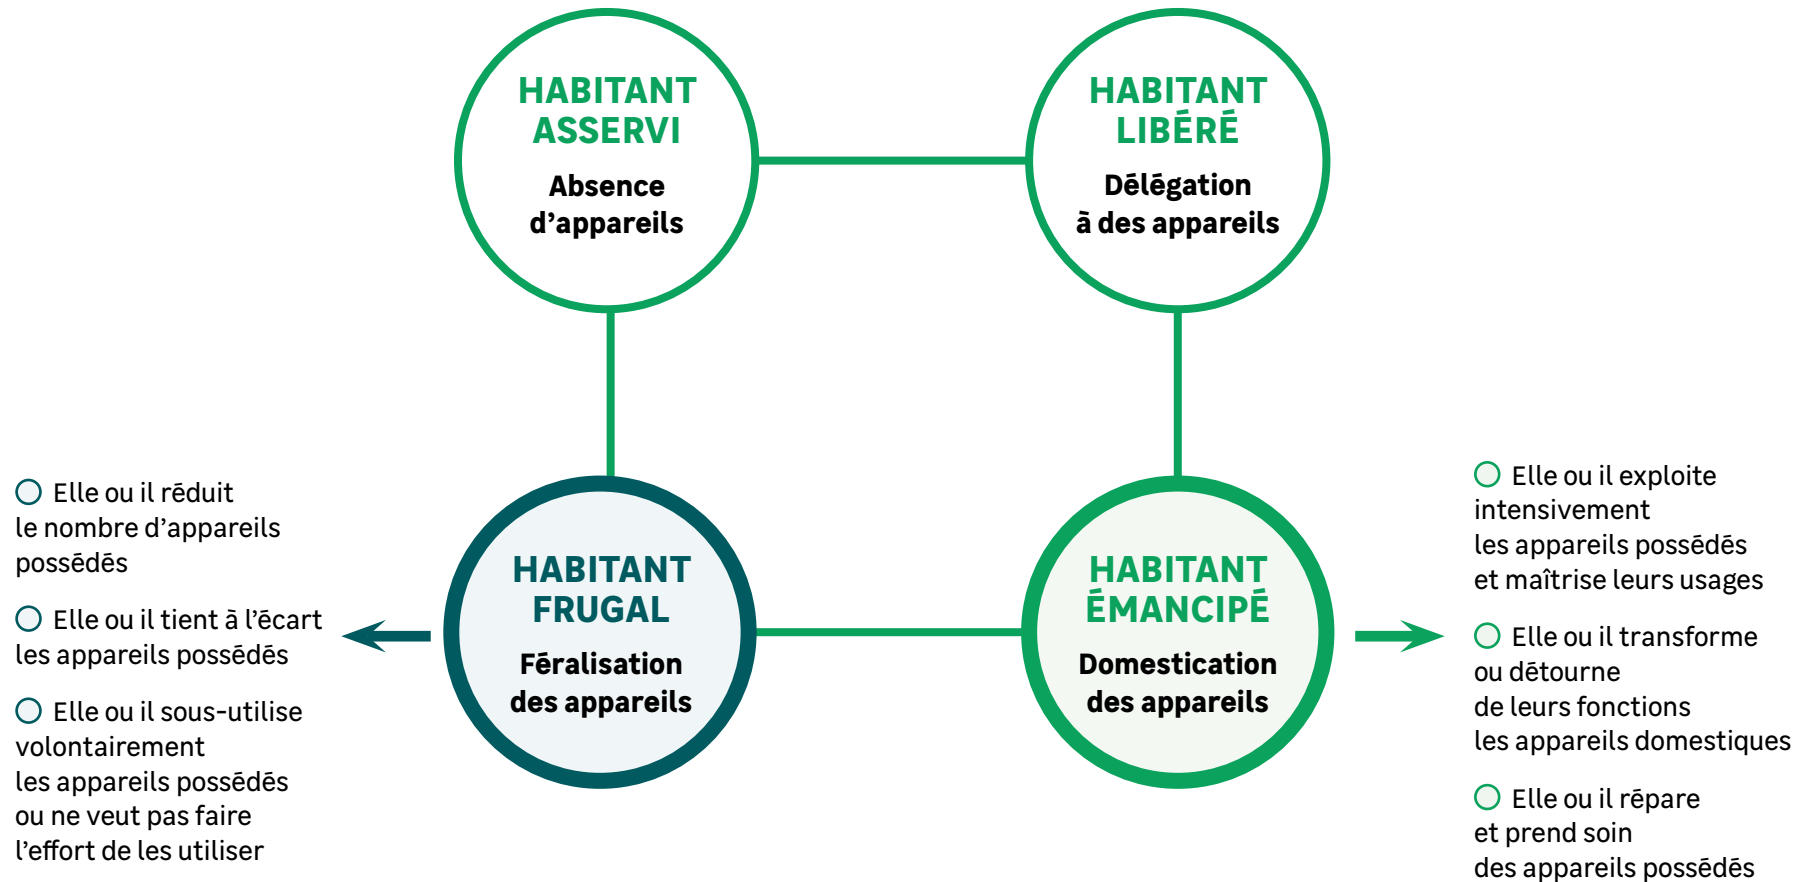 HABITANT
ASSERVI
Absence
d’appareils
HABITANT
LIBÉRÉ
Délégation
à des appareils
Elle ou il réduit
le nombre d’appareils
possédés
Elle ou il tient à l’écart
les appareils possédés
Elle ou il sous-utilise
volontairement
les appareils possédés
ou ne veut pas faire
l’effort de les utiliser
HABITANT
FRUGAL
Féralisation
des appareils
HABITANT
ÉMANCIPÉ
Domestication
des appareils
Elle ou il exploite
intensivement
les appareils possédés
et maîtrise leurs usages
Elle ou il transforme
ou détourne
de leurs fonctions
les appareils domestiques
Elle ou il répare
et prend soin
des appareils possédés